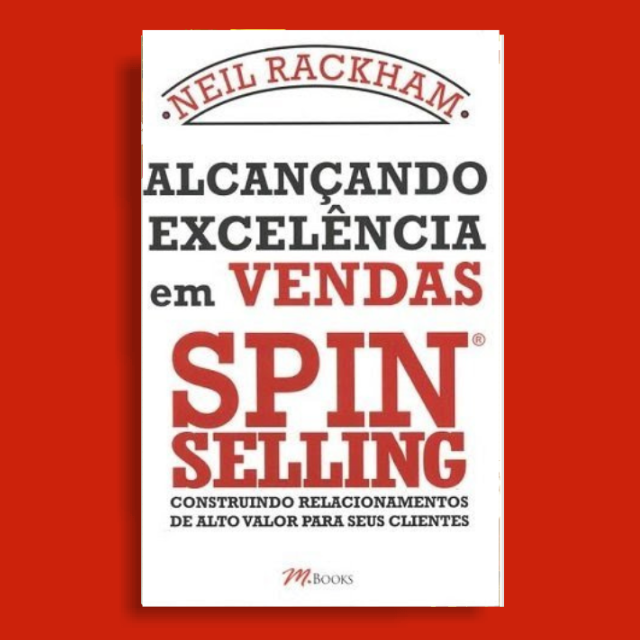 NEIL RACKHAM
ALCANÇANDO
EXCELÊNCIA
em VENDAS
SPIN®
SELLING
CONSTRUINDO RELACIONAMENTOS
DE ALTO VALOR PARA SEUS CLIENTES
M.BOOKS